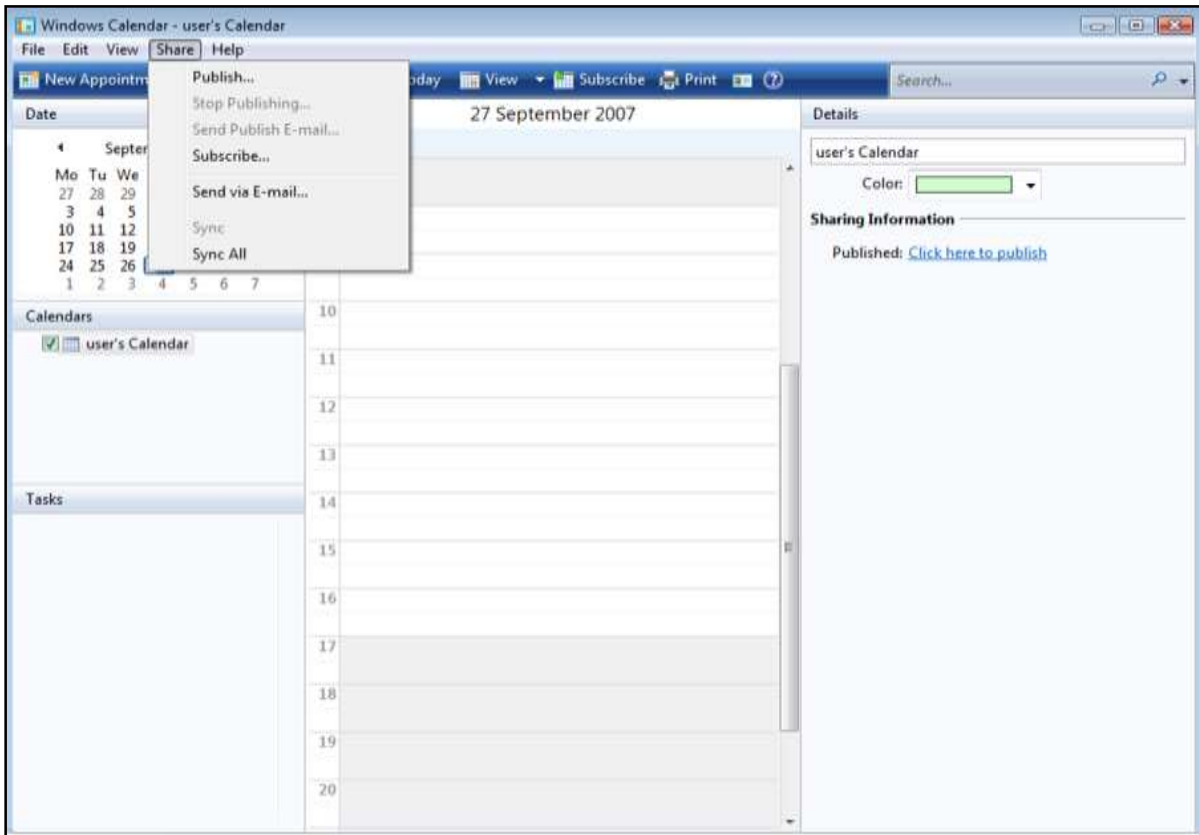 Windows Calendar - user's Calendar
File Edit View Share Help
New Appointm
oday View Subscribe Print
Search...
Publish...
Stop Publishing...
Send Publish E-mail...
Subscribe...
Send via E-mail...
Sync
Sync All
Date
Septer
Mo Tu We
27 28 29
3 4 5
10 11 12
17 18 19
24 25 26
1 2 3 4 5 6 7
Calendars
user's Calendar
Tasks
27 September 2007
10
11
12
13
14
15
16
17
18
19
20
Details
user's Calendar
Color:
Sharing Information
Published: Click here to publish